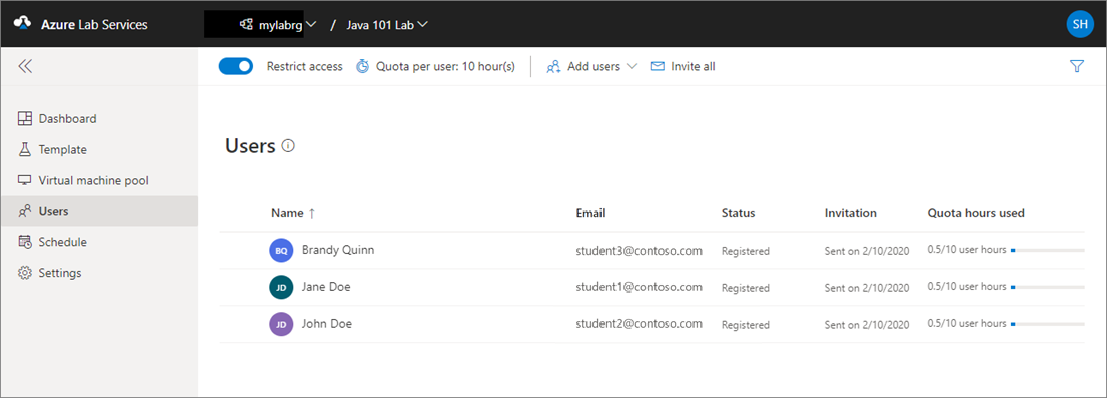 Azure Lab Services mylabrg / Java 101 Lab SH
Restrict access Quota per user: 10 hour(s) Add users Invite all
Dashboard
Template
Virtual machine pool
Users
Schedule
Settings
Users
Name ↑ Email Status Invitation Quota hours used
BQ Brandy Quinn student3@contoso.com Registered Sent on 2/10/2020 0.5/10 user hours
JD Jane Doe student1@contoso.com Registered Sent on 2/10/2020 0.5/10 user hours
JD John Doe student2@contoso.com Registered Sent on 2/10/2020 0.5/10 user hours